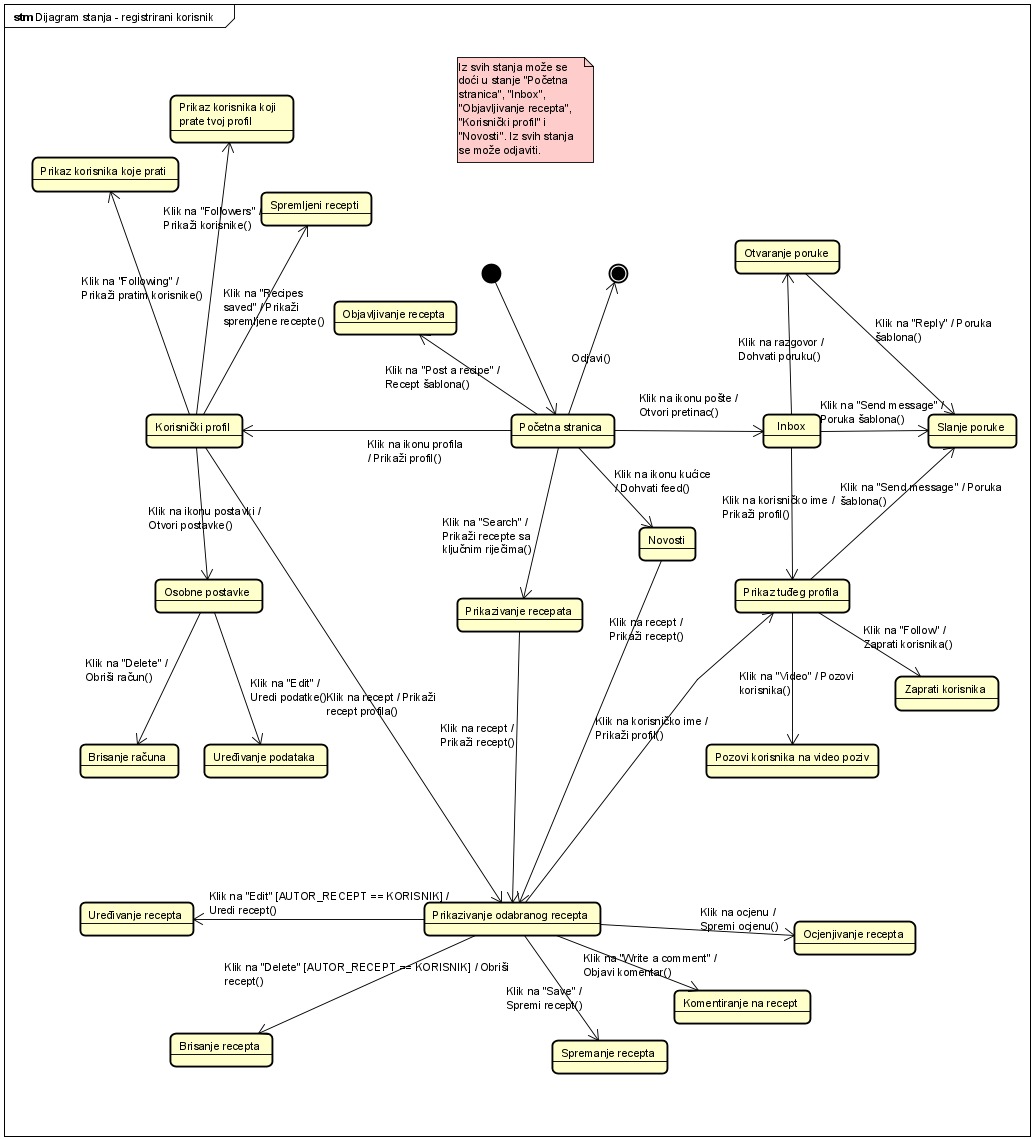 stm Dijagram stanja - registrirani korisnik
Iz svih stanja može se
doći u stanje "Početna
stranica", "Inbox",
"Objavljivanje recepta",
"Korisnički profil" i
"Novosti". Iz svih stanja
se može odjaviti.
Prikaz korisnika koji
prate tvoj profil
Prikaz korisnika koje prati
Spremljeni recepti
Klik na "Followers" /
Prikaži korisnike()
Klik na "Following" /
Prikaži pratim korisnike()
Klik na "Recipes
saved" / Prikaži
spremljene recepte()
Otvaranje poruke
Objavljivanje recepta
Klik na "Reply" / Poruka
šablona()
Klik na razgovor /
Dohvati poruku()
Odjavi()
Klik na "Post a recipe" /
Recept šablona()
Klik na ikonu pošte /
Otvori pretinac()
Klik na "Send message" /
Poruka šablona()
Korisnički profil
Početna stranica
Inbox
Slanje poruke
Klik na ikonu profila
/ Prikaži profil()
Klik na ikonu kućice
/ Dohvati feed()
Klik na "Send message" / Poruka
šablona()
Klik na korisničko ime /
Prikaži profil()
Klik na ikonu postavki /
Otvori postavke()
Klik na "Search" /
Prikaži recepte sa
ključnim riječima()
Novosti
Osobne postavke
Prikaz tuđeg profila
Prikazivanje recepata
Klik na recept /
Prikaži recept()
Klik na "Follow" /
Zaprati korisnika()
Klik na "Delete" /
Obriši račun()
Klik na "Edit" /
Uredi podatke()
Klik na recept / Prikaži
recept profila()
Klik na "Video" / Pozovi
korisnika()
Zaprati korisnika
Klik na recept /
Prikaži recept()
Klik na korisničko ime /
Prikaži profil()
Brisanje računa
Uređivanje podataka
Pozovi korisnika na video poziv
Klik na "Edit" [AUTOR_RECEPT == KORISNIK] /
Uredi recept()
Uređivanje recepta
Prikazivanje odabranog recepta
Klik na ocjenu /
Spremi ocjenu()
Ocjenjivanje recepta
Klik na "Delete" [AUTOR_RECEPT == KORISNIK] / Obriši
recept()
Klik na "Write a comment" /
Objavi komentar()
Klik na "Save" /
Spremi recept()
Komentiranje na recept
Brisanje recepta
Spremanje recepta